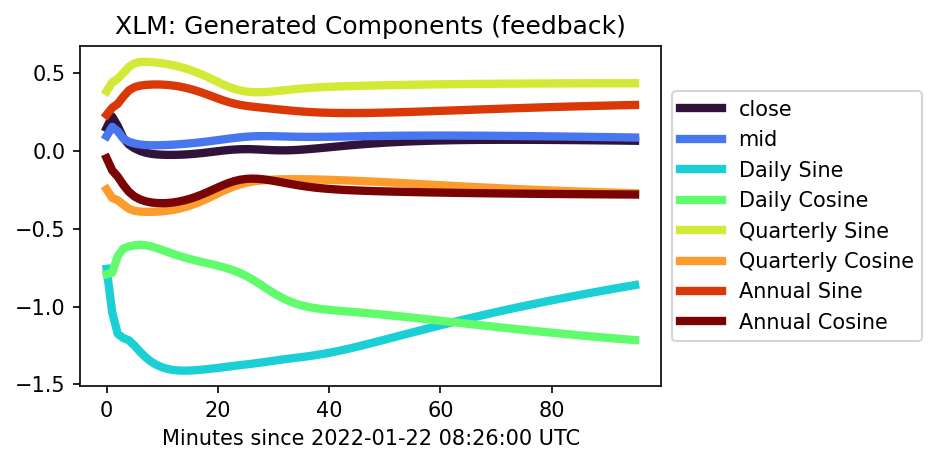 XLM: Generated Components (feedback)
0.5
0.0
−0.5
−1.0
−1.5
0
20
40
60
80
Minutes since 2022-01-22 08:26:00 UTC
close
mid
Daily Sine
Daily Cosine
Quarterly Sine
Quarterly Cosine
Annual Sine
Annual Cosine